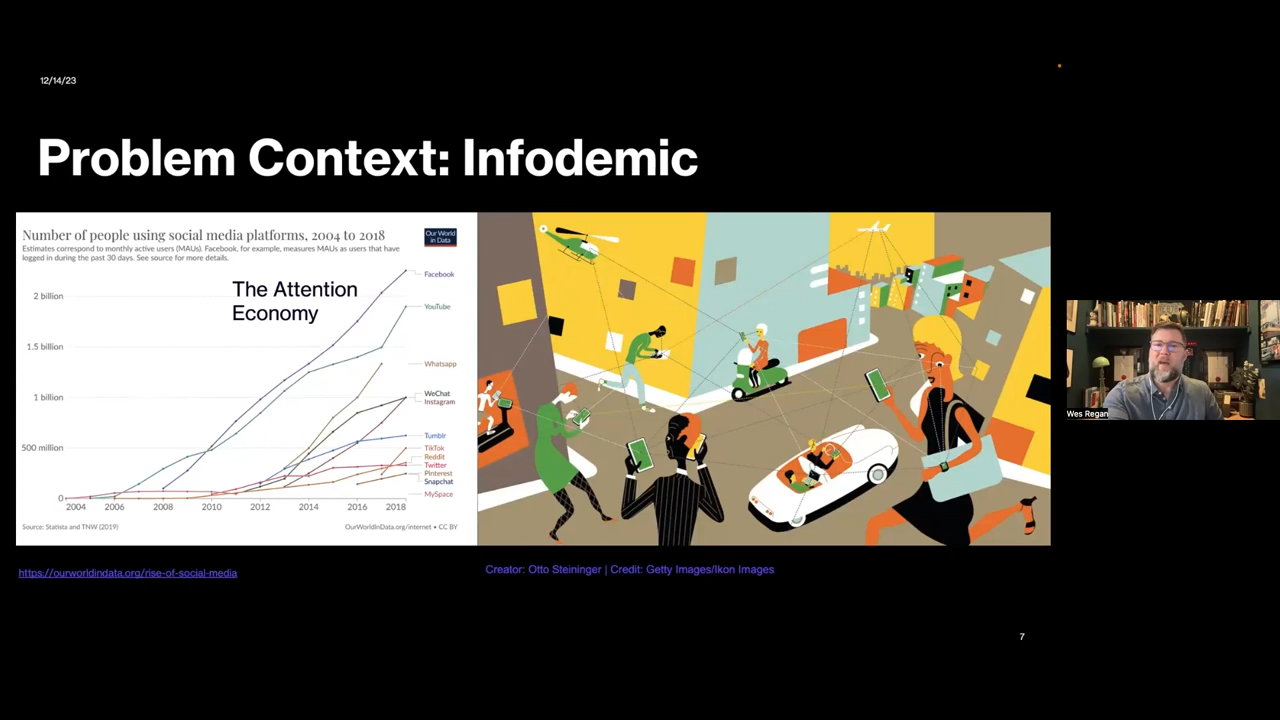 12/14/23
Problem Context: Infodemic
Number of people using social media platforms, 2004 to 2018
Estimates correspond to monthly active users (MAUs). Facebook, for example, measures MAUs as users that have
logged in during the past 30 days. See source for more details.
Our World
in Data
The Attention
Economy
2 billion
1.5 billion
1 billion
500 million
0
2004
2006
2008
2010
2012
2014
2016
2018
Facebook
YouTube
Whatsapp
WeChat
Instagram
Tumblr
TikTok
Reddit
Twitter
Pinterest
Snapchat
MySpace
Source: Statista and TNW (2019)
OurWorldInData.org/internet • CC BY
https://ourworldindata.org/rise-of-social-media
Creator: Otto Steininger | Credit: Getty Images/Ikon Images
7
Wes Regan